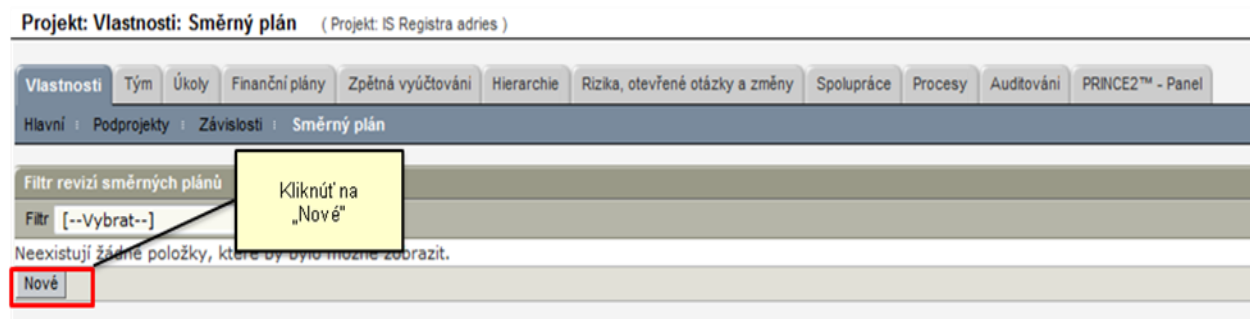 Projekt: Vlastnosti: Směrný plán ( Projekt: IS Registra adries )
Vlastnosti Tým Úkoly Finanční plány Zpětná vyúčtováni Hierarchie Rizika, otevřené otázky a změny Spolupráce Procesy Auditováni PRINCE2™ - Panel
Hlavní Podprojekty Závislosti Směrný plán
Filtr revizí směrných plánů
Kliknúť na
„Nové"
Filtr [--Vybrat--]
Neexistují žádné položky, které by bylo možné zobrazit.
Nové